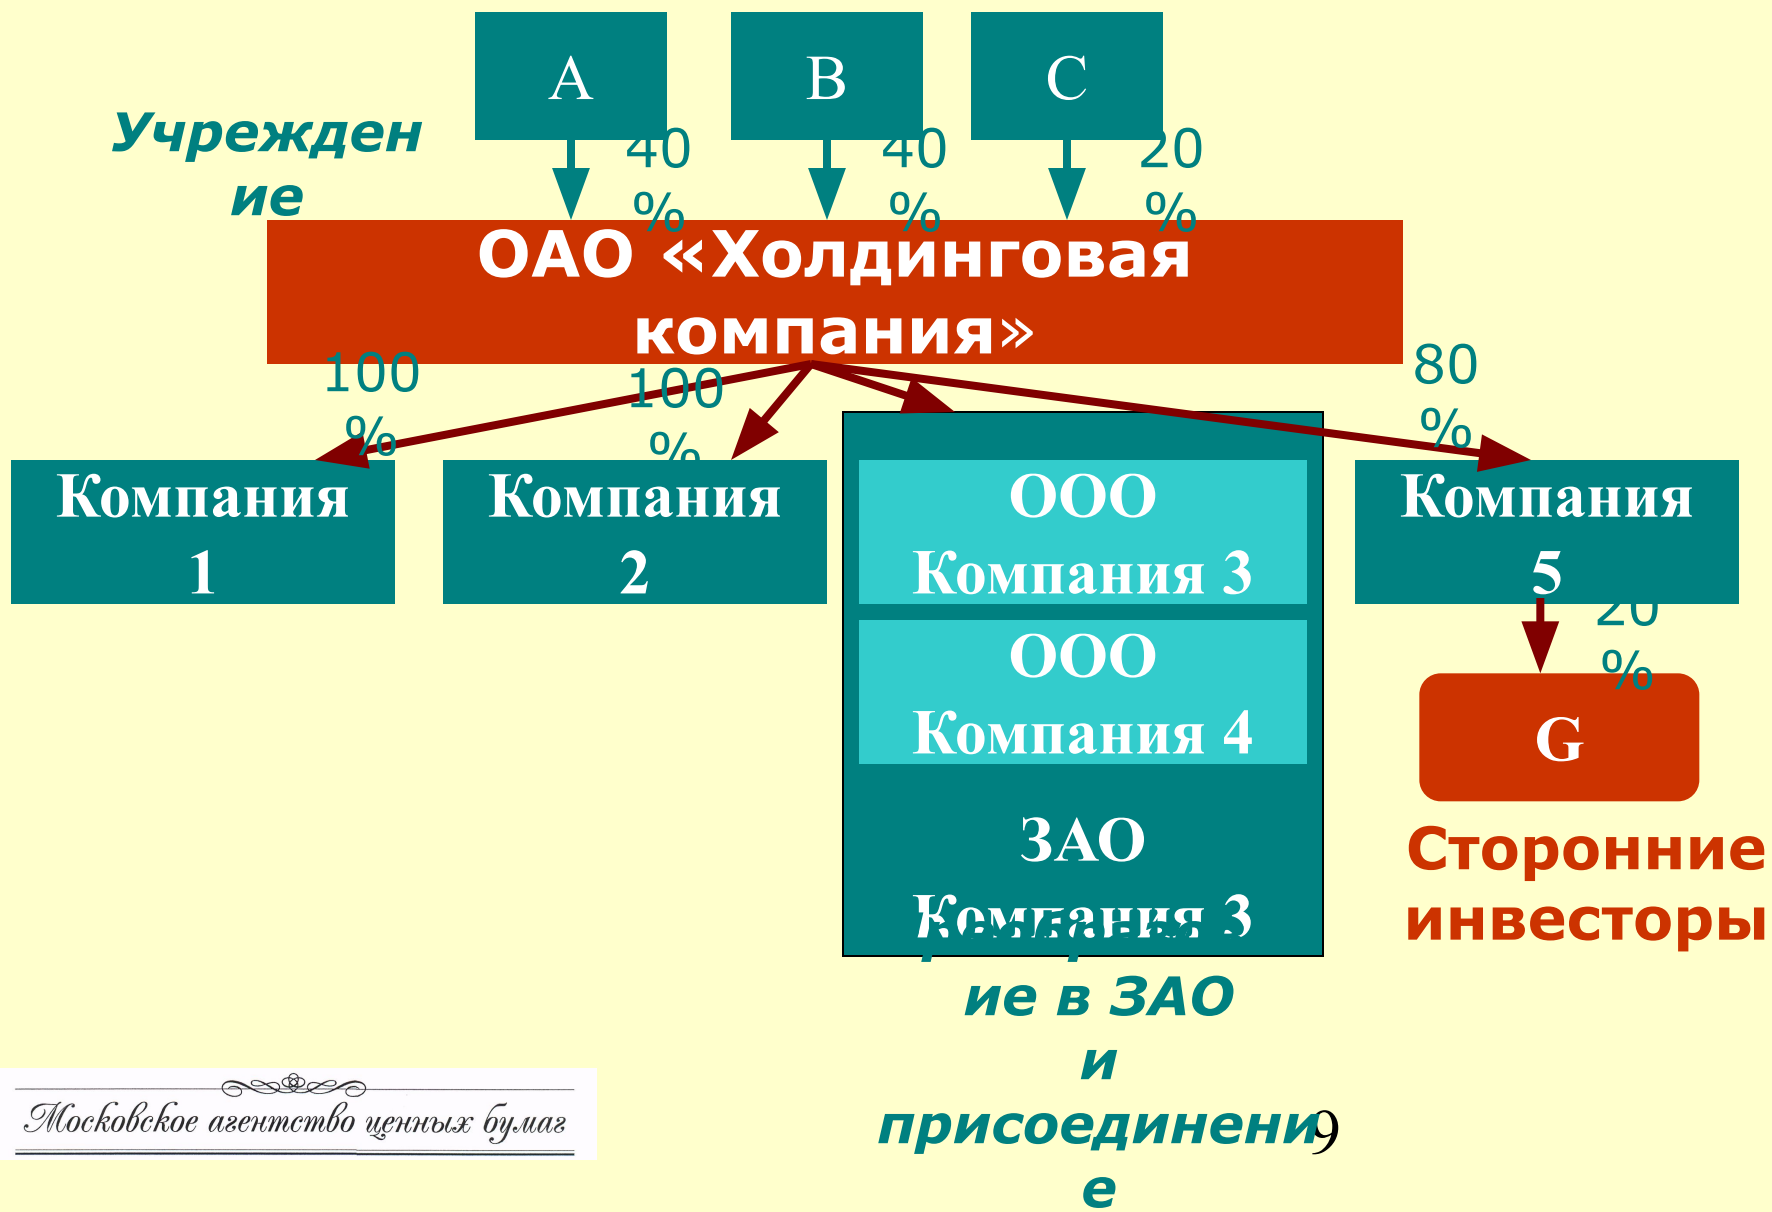 A
B
C
Учрежден
ие
40
%
40
%
20
%
ОАО «Холдинговая
компания»
100
%
100
%
80
%
Компания
1
Компания
2
ООО
Компания 3
ООО
Компания 4
ЗАО
Компания 3
Компания
5
20
%
G
Сторонние
инвесторы
ие в ЗАО
и
присоединени
е
Московское агентство ценных бумаг
9